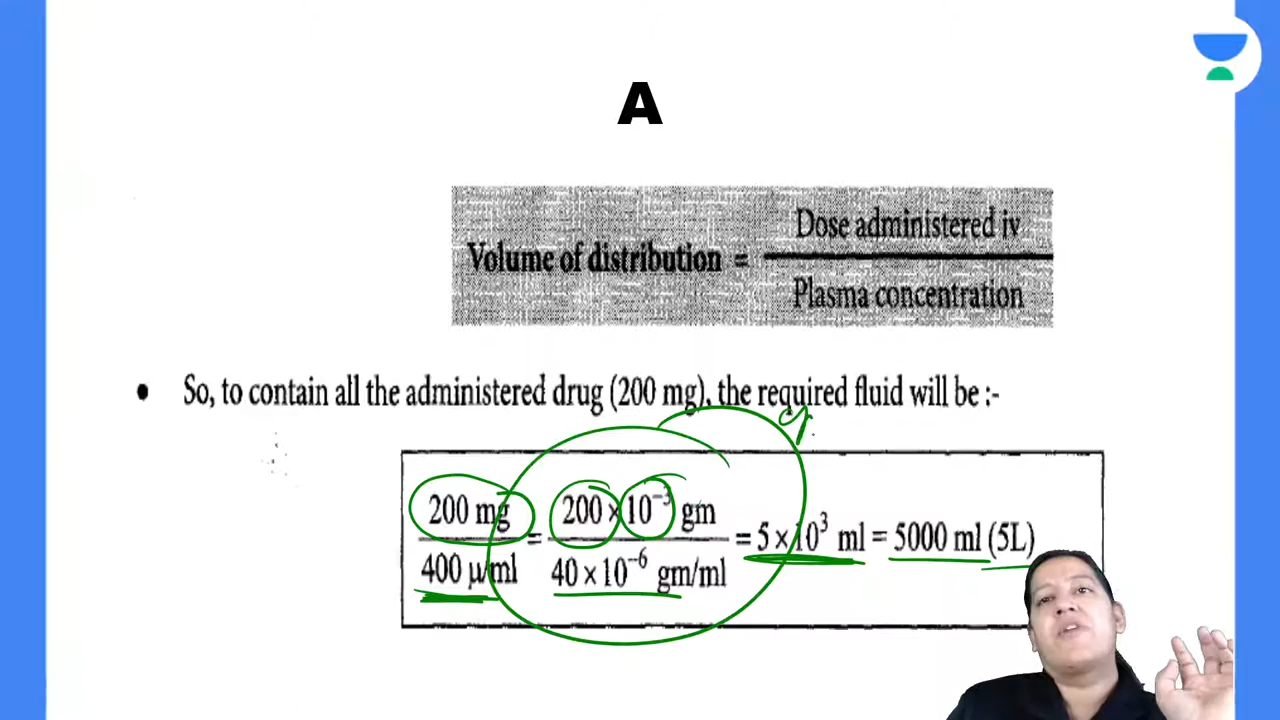 A
Volume of distribution = Dose administered iv
Plasma concentration
• So, to contain all the administered drug (200 mg), the required fluid will be :-
200 mg = 200 × 10⁻³ gm = 5 × 10³ ml = 5000 ml (5L)
400 μ/ml 40 × 10⁻⁶ gm/ml